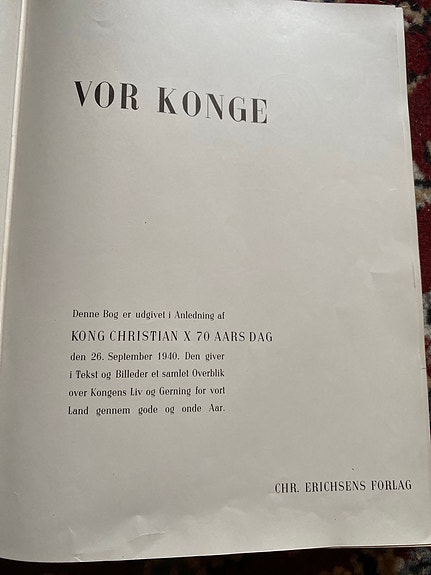 VOR KONGE
Denne Bog er udgivet i Anledning af
KONG CHRISTIAN X 70 AARS DAG
den 26. September 1940. Den giver
i Tekst og Billeder et samlet Overblik
over Kongens Liv og Gerning for vort
Land gennem gode og onde Aar.
CHR. ERICHSENS FORLAG